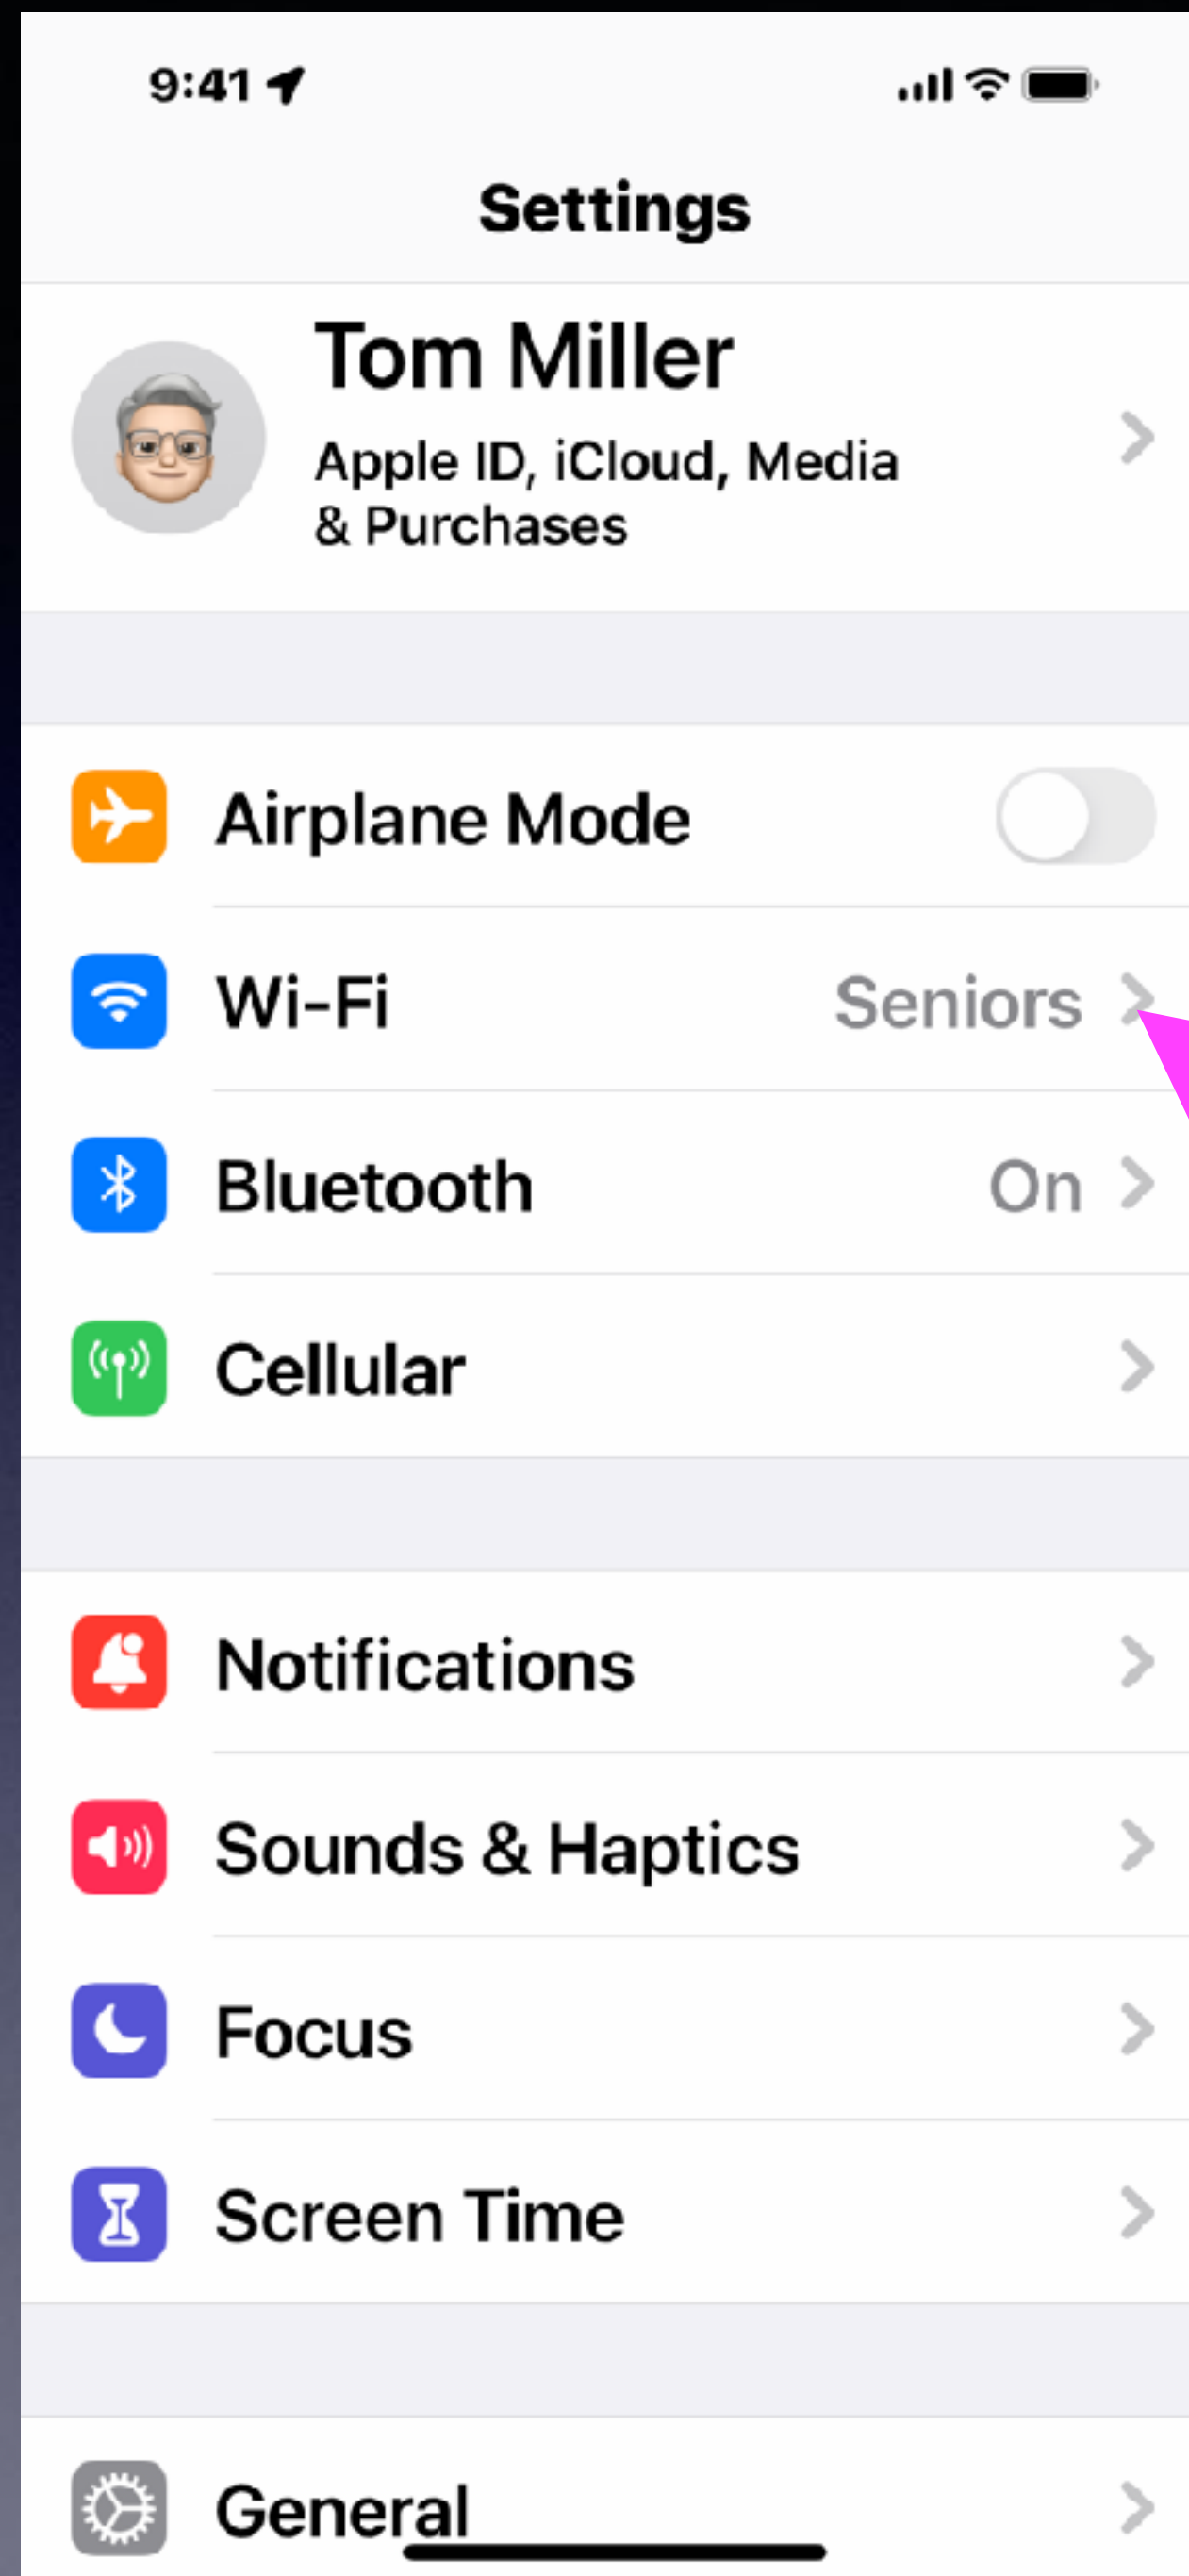 9:41
Settings
Tom Miller
Apple ID, iCloud, Media
& Purchases
Airplane Mode
Wi-Fi Seniors
Bluetooth On
Cellular
Notifications
Sounds & Haptics
Focus
Screen Time
General